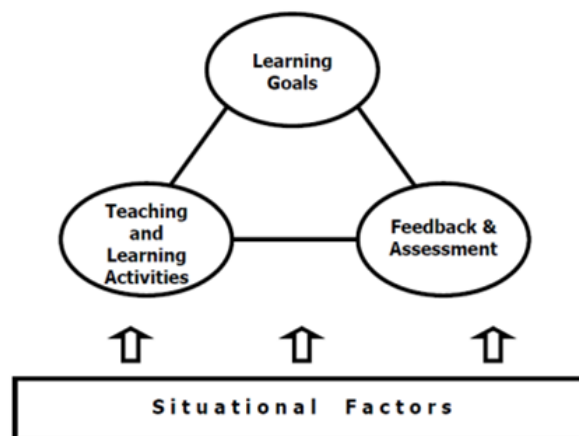 Learning
Goals
Teaching
and
Learning
Activities
Feedback &
Assessment
Situational Factors